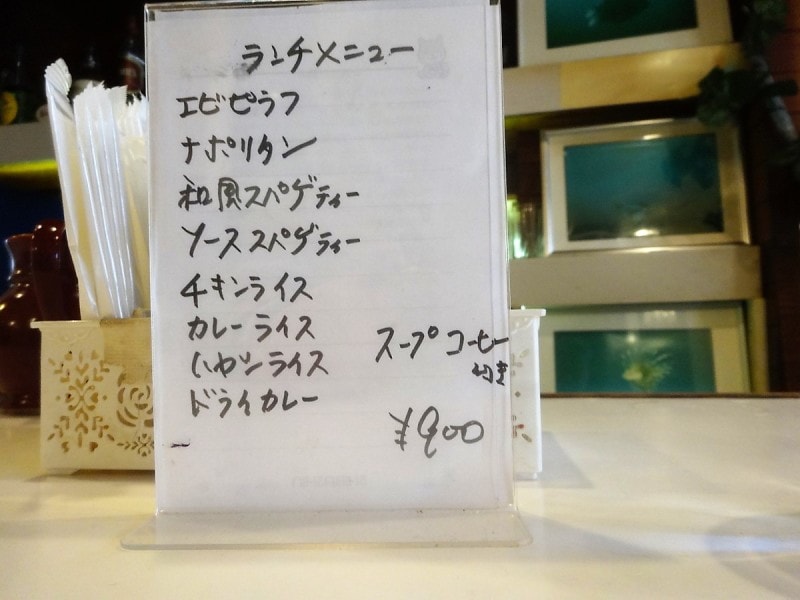 ランチメニュー
エビピラフ
ナポリタン
和風スパゲティー
ソーススパゲティー
チキンライス
カレーライス
ハヤシライス
ドライカレー
スープコーヒー
付き
¥900